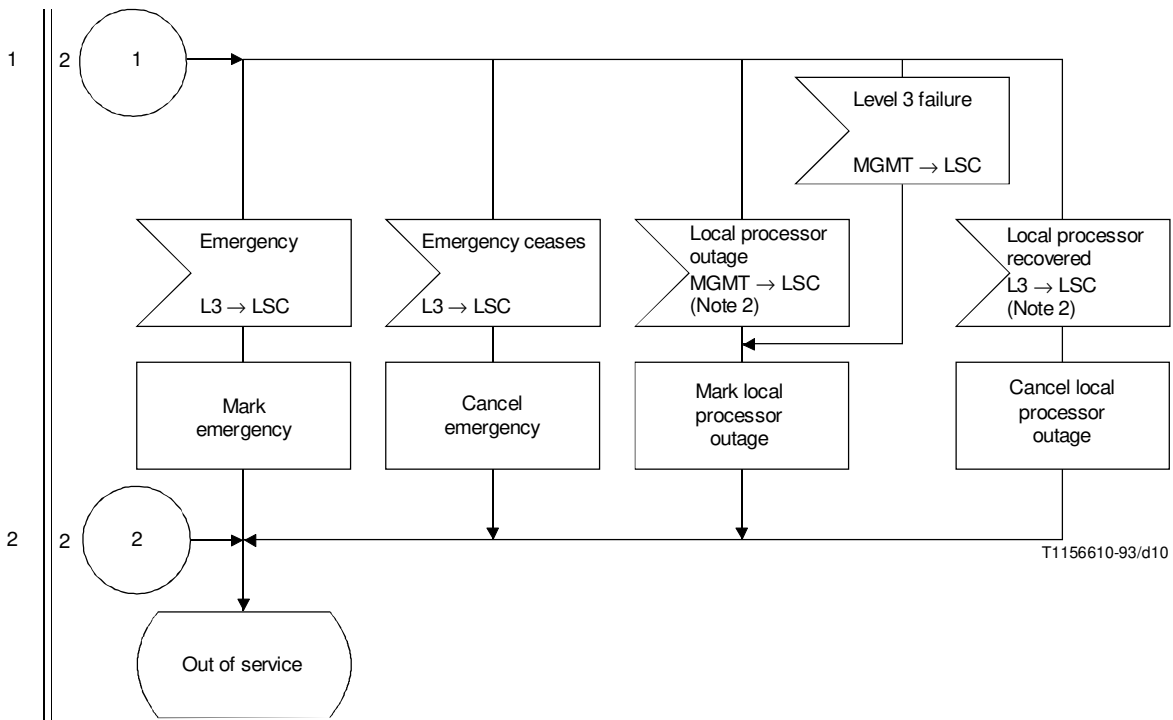 1
2
1
Level 3 failure
MGMT → LSC
Emergency
L3 → LSC
Emergency ceases
L3 → LSC
Local processor
outage
MGMT → LSC
(Note 2)
Local processor
recovered
L3 → LSC
(Note 2)
Mark
emergency
Cancel
emergency
Mark local
processor
outage
Cancel local
processor
outage
2
2
2
T1156610-93/d10
Out of service